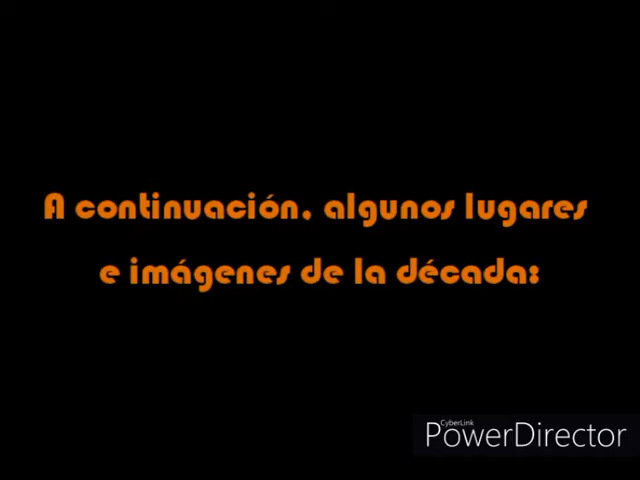 A continuación, algunos lugares
e imágenes de la década:
CyberLink
PowerDirector